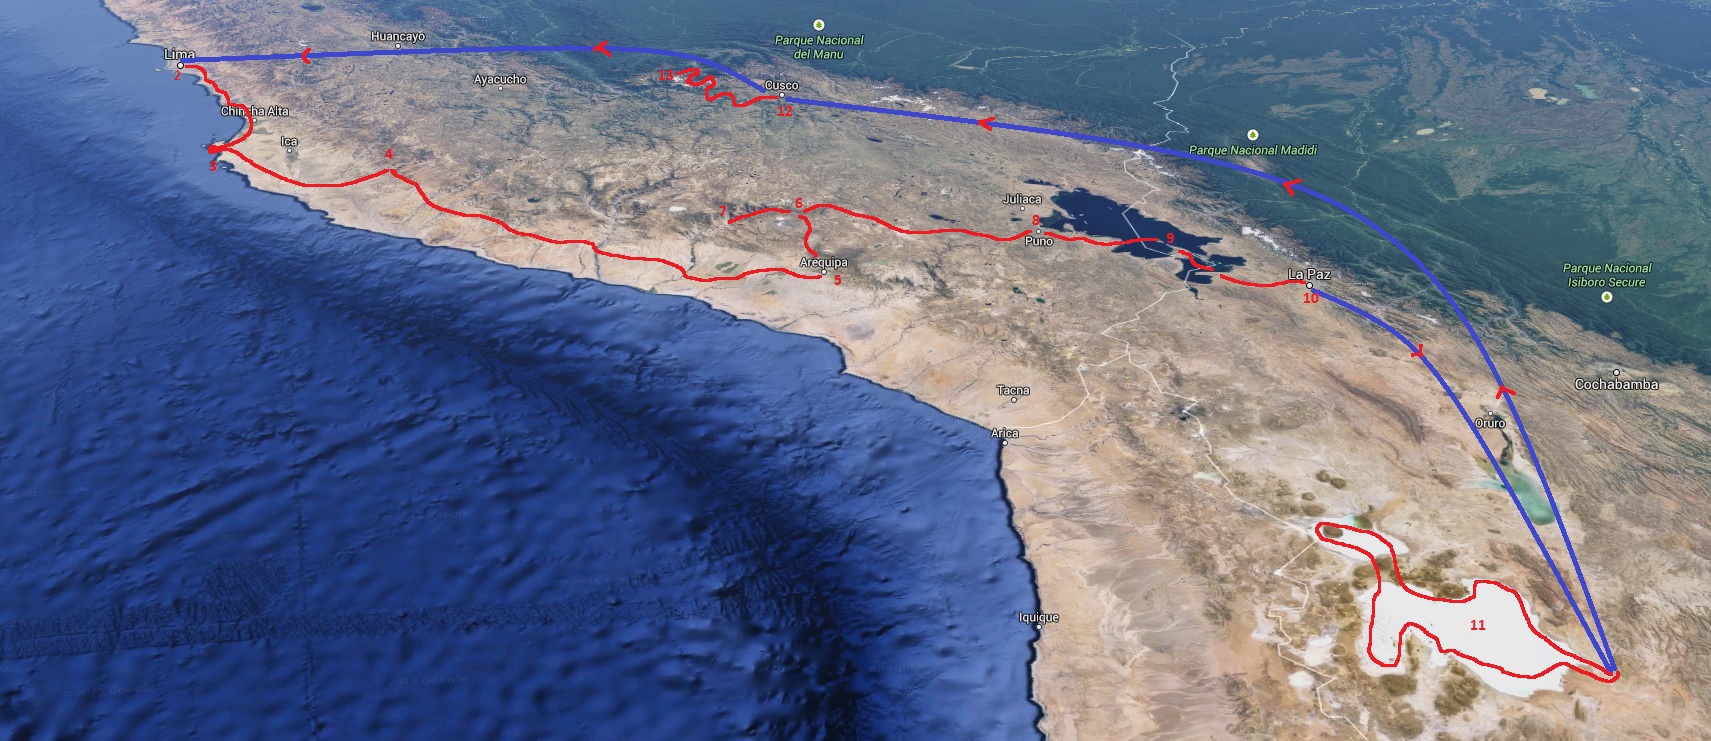 Parque Nacional
del Manu
Huancayo
Lima
2
Ayacucho
13
Cusco
12
Chincha Alta
Ica
3
4
Parque Nacional Madidi
Juliaca
7
6
8
Puno
9
Arequipa
5
La Paz
10
Parque Nacional
Isiboro Secure
Cochabamba
Tacna
Arica
Oruro
Iquique
11